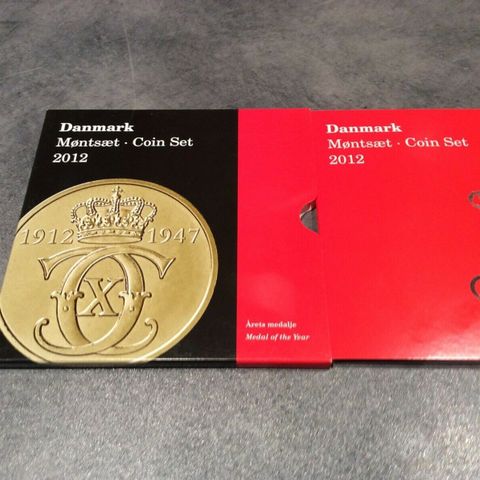 Danmark
Møntsæt · Coin Set
2012
1912 1947
X
Årets medalje
Medal of the Year
Danmark
Møntsæt · Coin Set
2012